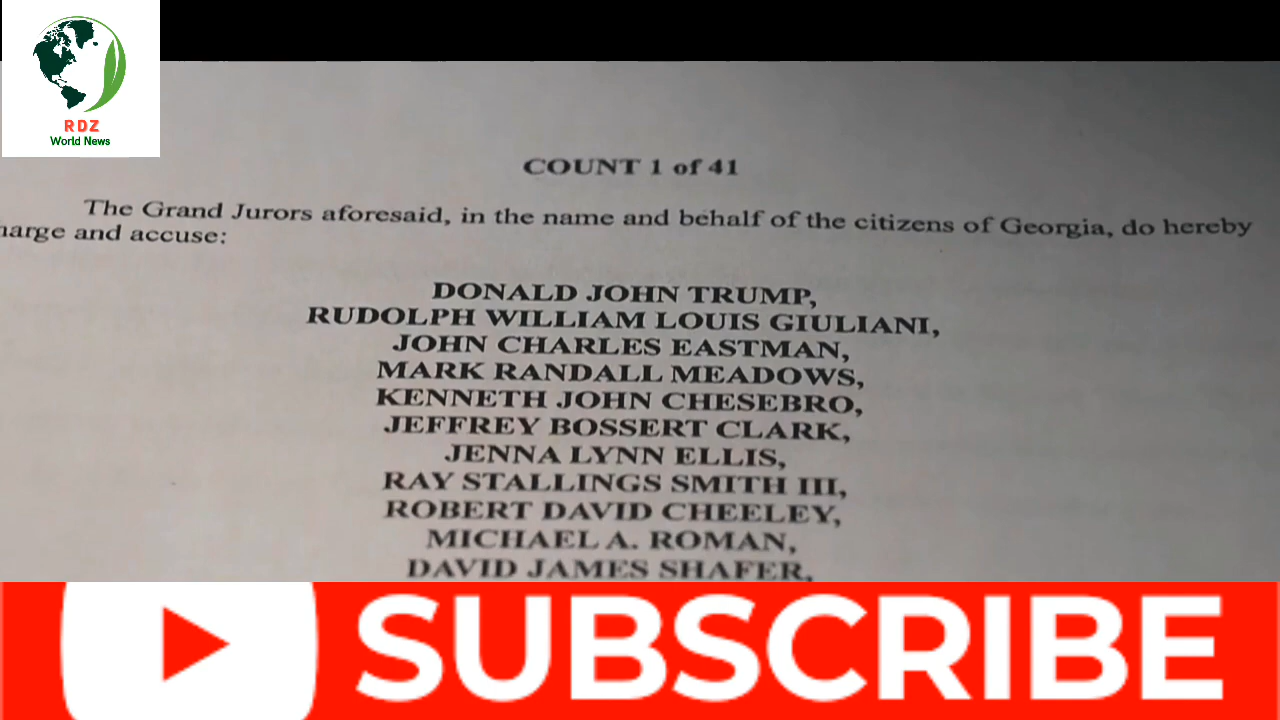 RDZ
World News
COUNT 1 of 41
The Grand Jurors aforesaid, in the name and behalf of the citizens of Georgia, do hereby
harge and accuse:
DONALD JOHN TRUMP,
RUDOLPH WILLIAM LOUIS GIULIANI,
JOHN CHARLES EASTMAN,
MARK RANDALL MEADOWS,
KENNETH JOHN CHESEBRO,
JEFFREY BOSSERT CLARK,
JENNA LYNN ELLIS,
RAY STALLINGS SMITH III,
ROBERT DAVID CHEELEY,
MICHAEL A. ROMAN,
DAVID JAMES SHAFER,
SUBSCRIBE